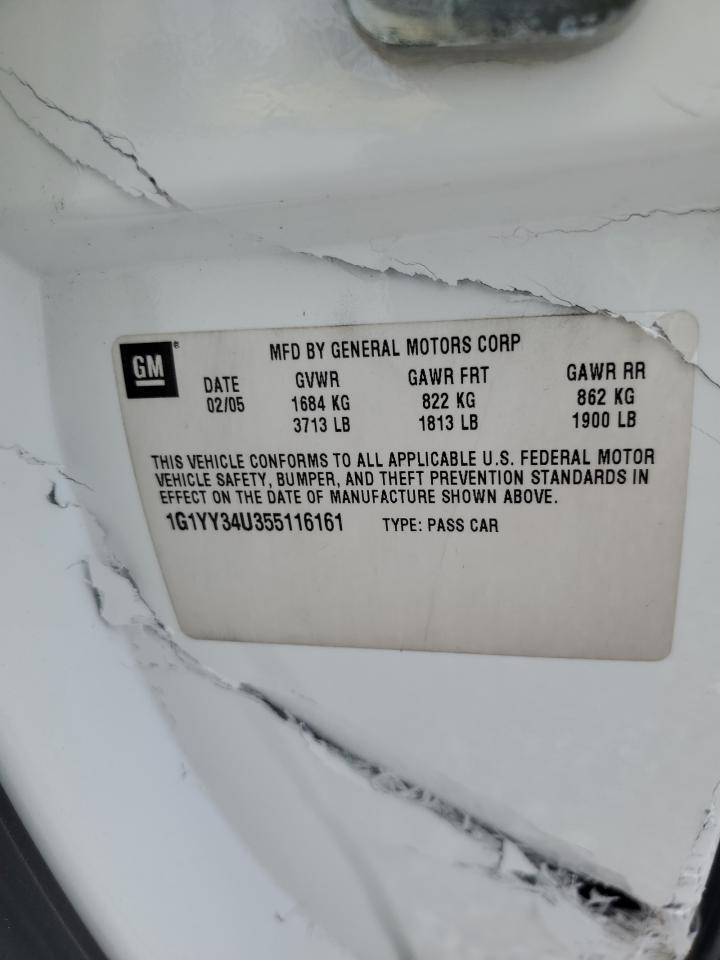 GM®
MFD BY GENERAL MOTORS CORP
DATE GVWR GAWR FRT GAWR RR
02/05 1684 KG 822 KG 862 KG
3713 LB 1813 LB 1900 LB
THIS VEHICLE CONFORMS TO ALL APPLICABLE U.S. FEDERAL MOTOR
VEHICLE SAFETY, BUMPER, AND THEFT PREVENTION STANDARDS IN
EFFECT ON THE DATE OF MANUFACTURE SHOWN ABOVE.
1G1YY34U355116161 TYPE: PASS CAR